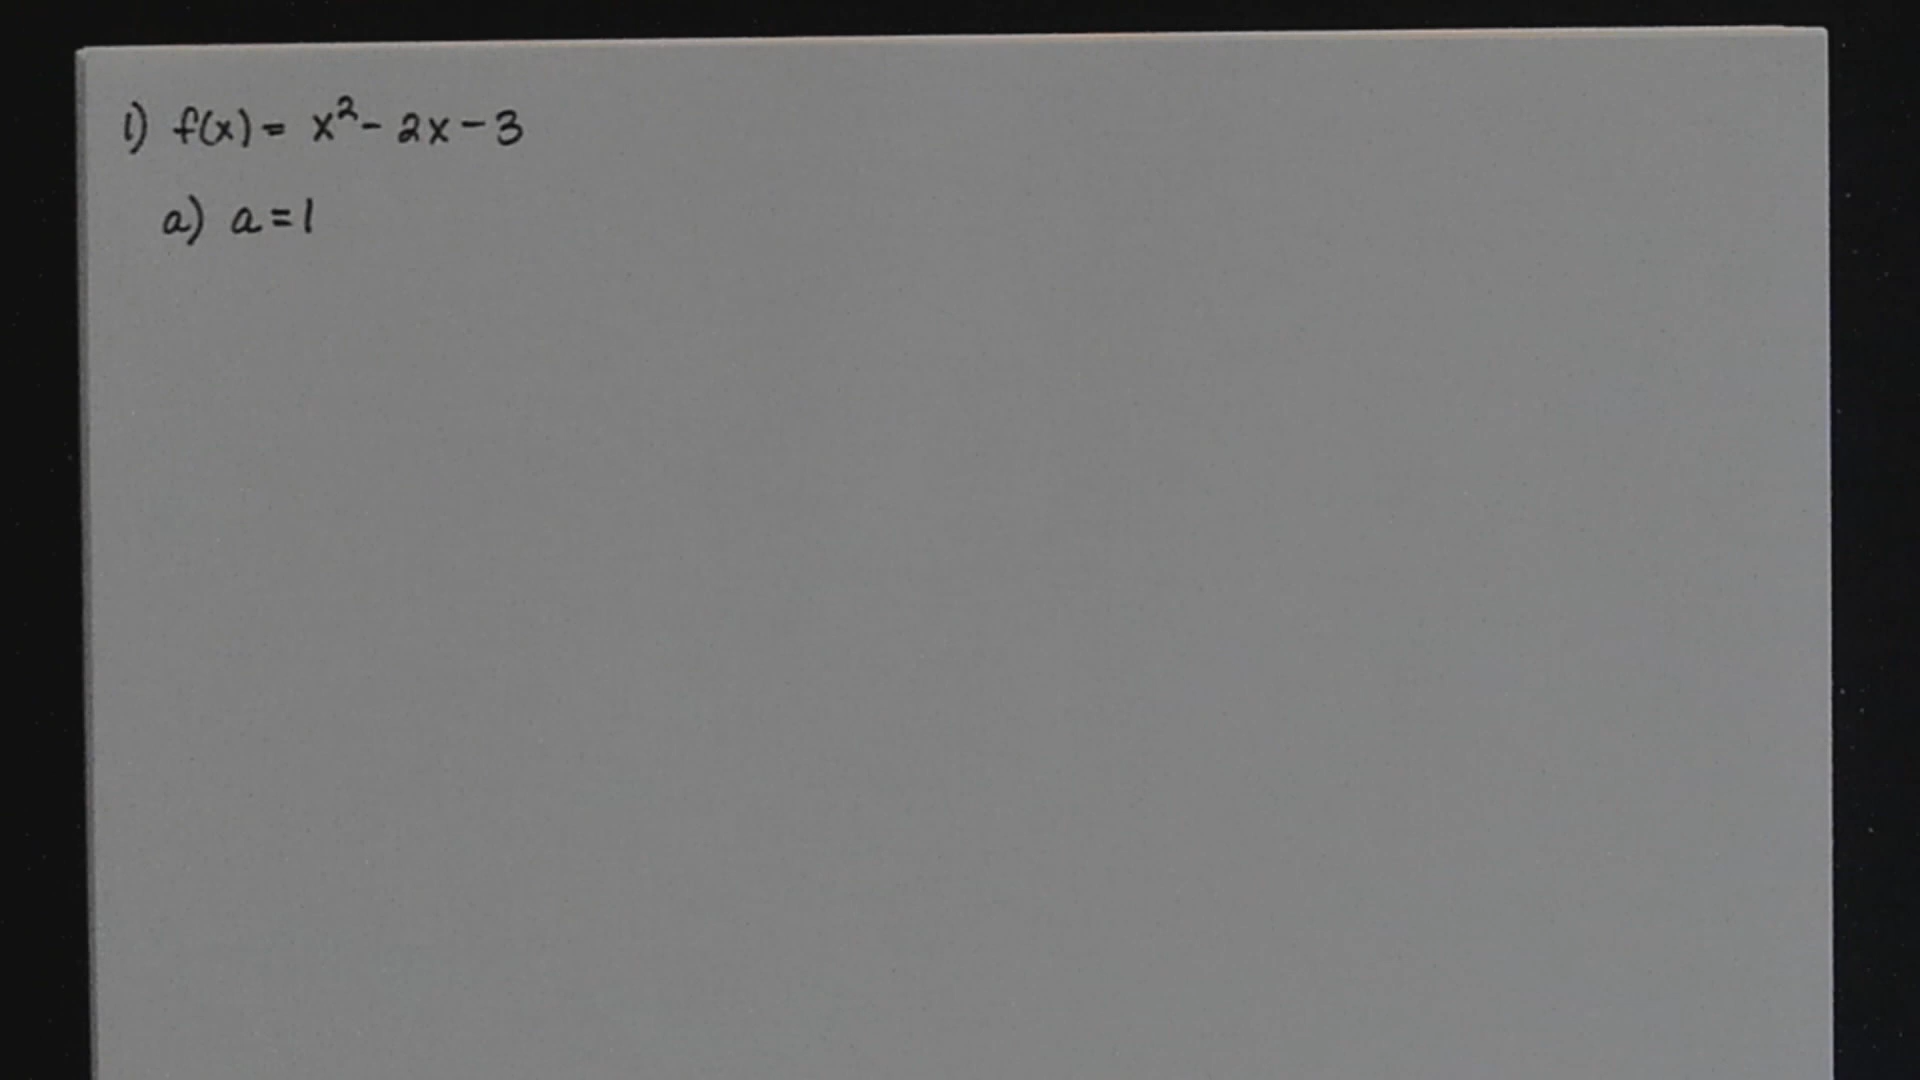 1) f(x) = x² - 2x - 3
a) a = 1